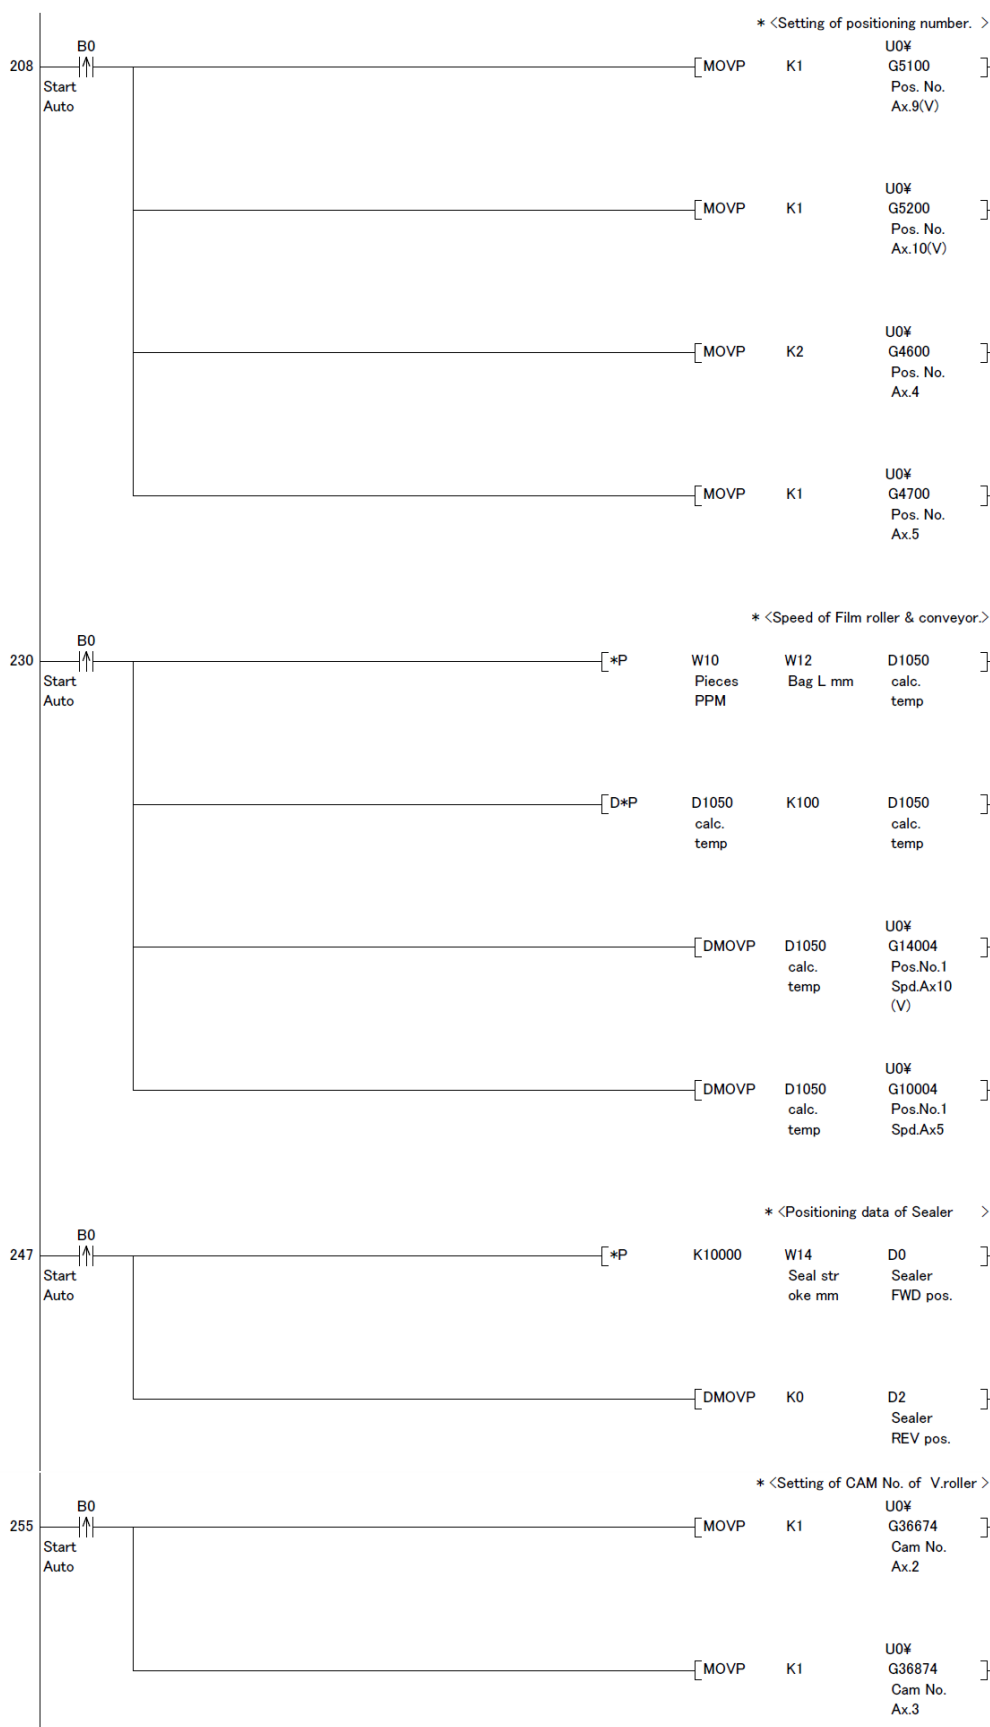 * <Setting of positioning number. >
B0 U0¥
208 [MOVP K1 G5100 ]
Start Pos. No.
Auto Ax.9(V)
U0¥
[MOVP K1 G5200 ]
Pos. No.
Ax.10(V)
U0¥
[MOVP K2 G4600 ]
Pos. No.
Ax.4
U0¥
[MOVP K1 G4700 ]
Pos. No.
Ax.5
* <Speed of Film roller & conveyor.>
B0
230 [*P W10 W12 D1050 ]
Start Pieces Bag L mm calc.
Auto PPM temp
[D*P D1050 K100 D1050 ]
calc. calc.
temp temp
U0¥
[DMOVP D1050 G14004 ]
calc. Pos.No.1
temp Spd.Ax10
(V)
U0¥
[DMOVP D1050 G10004 ]
calc. Pos.No.1
temp Spd.Ax5
* <Positioning data of Sealer >
B0
247 [*P K10000 W14 D0 ]
Start Seal str Sealer
Auto oke mm FWD pos.
[DMOVP K0 D2 ]
Sealer
REV pos.
* <Setting of CAM No. of V.roller >
B0 U0¥
255 [MOVP K1 G36674 ]
Start Cam No.
Auto Ax.2
U0¥
[MOVP K1 G36874 ]
Cam No.
Ax.3